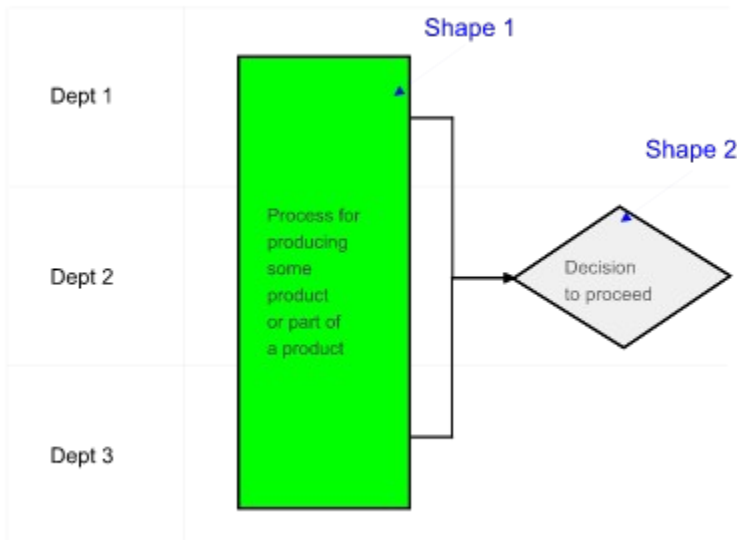 Shape 1
Dept 1
Shape 2
Process for
producing
some
product
or part of
a product
Dept 2
Decision
to proceed
Dept 3